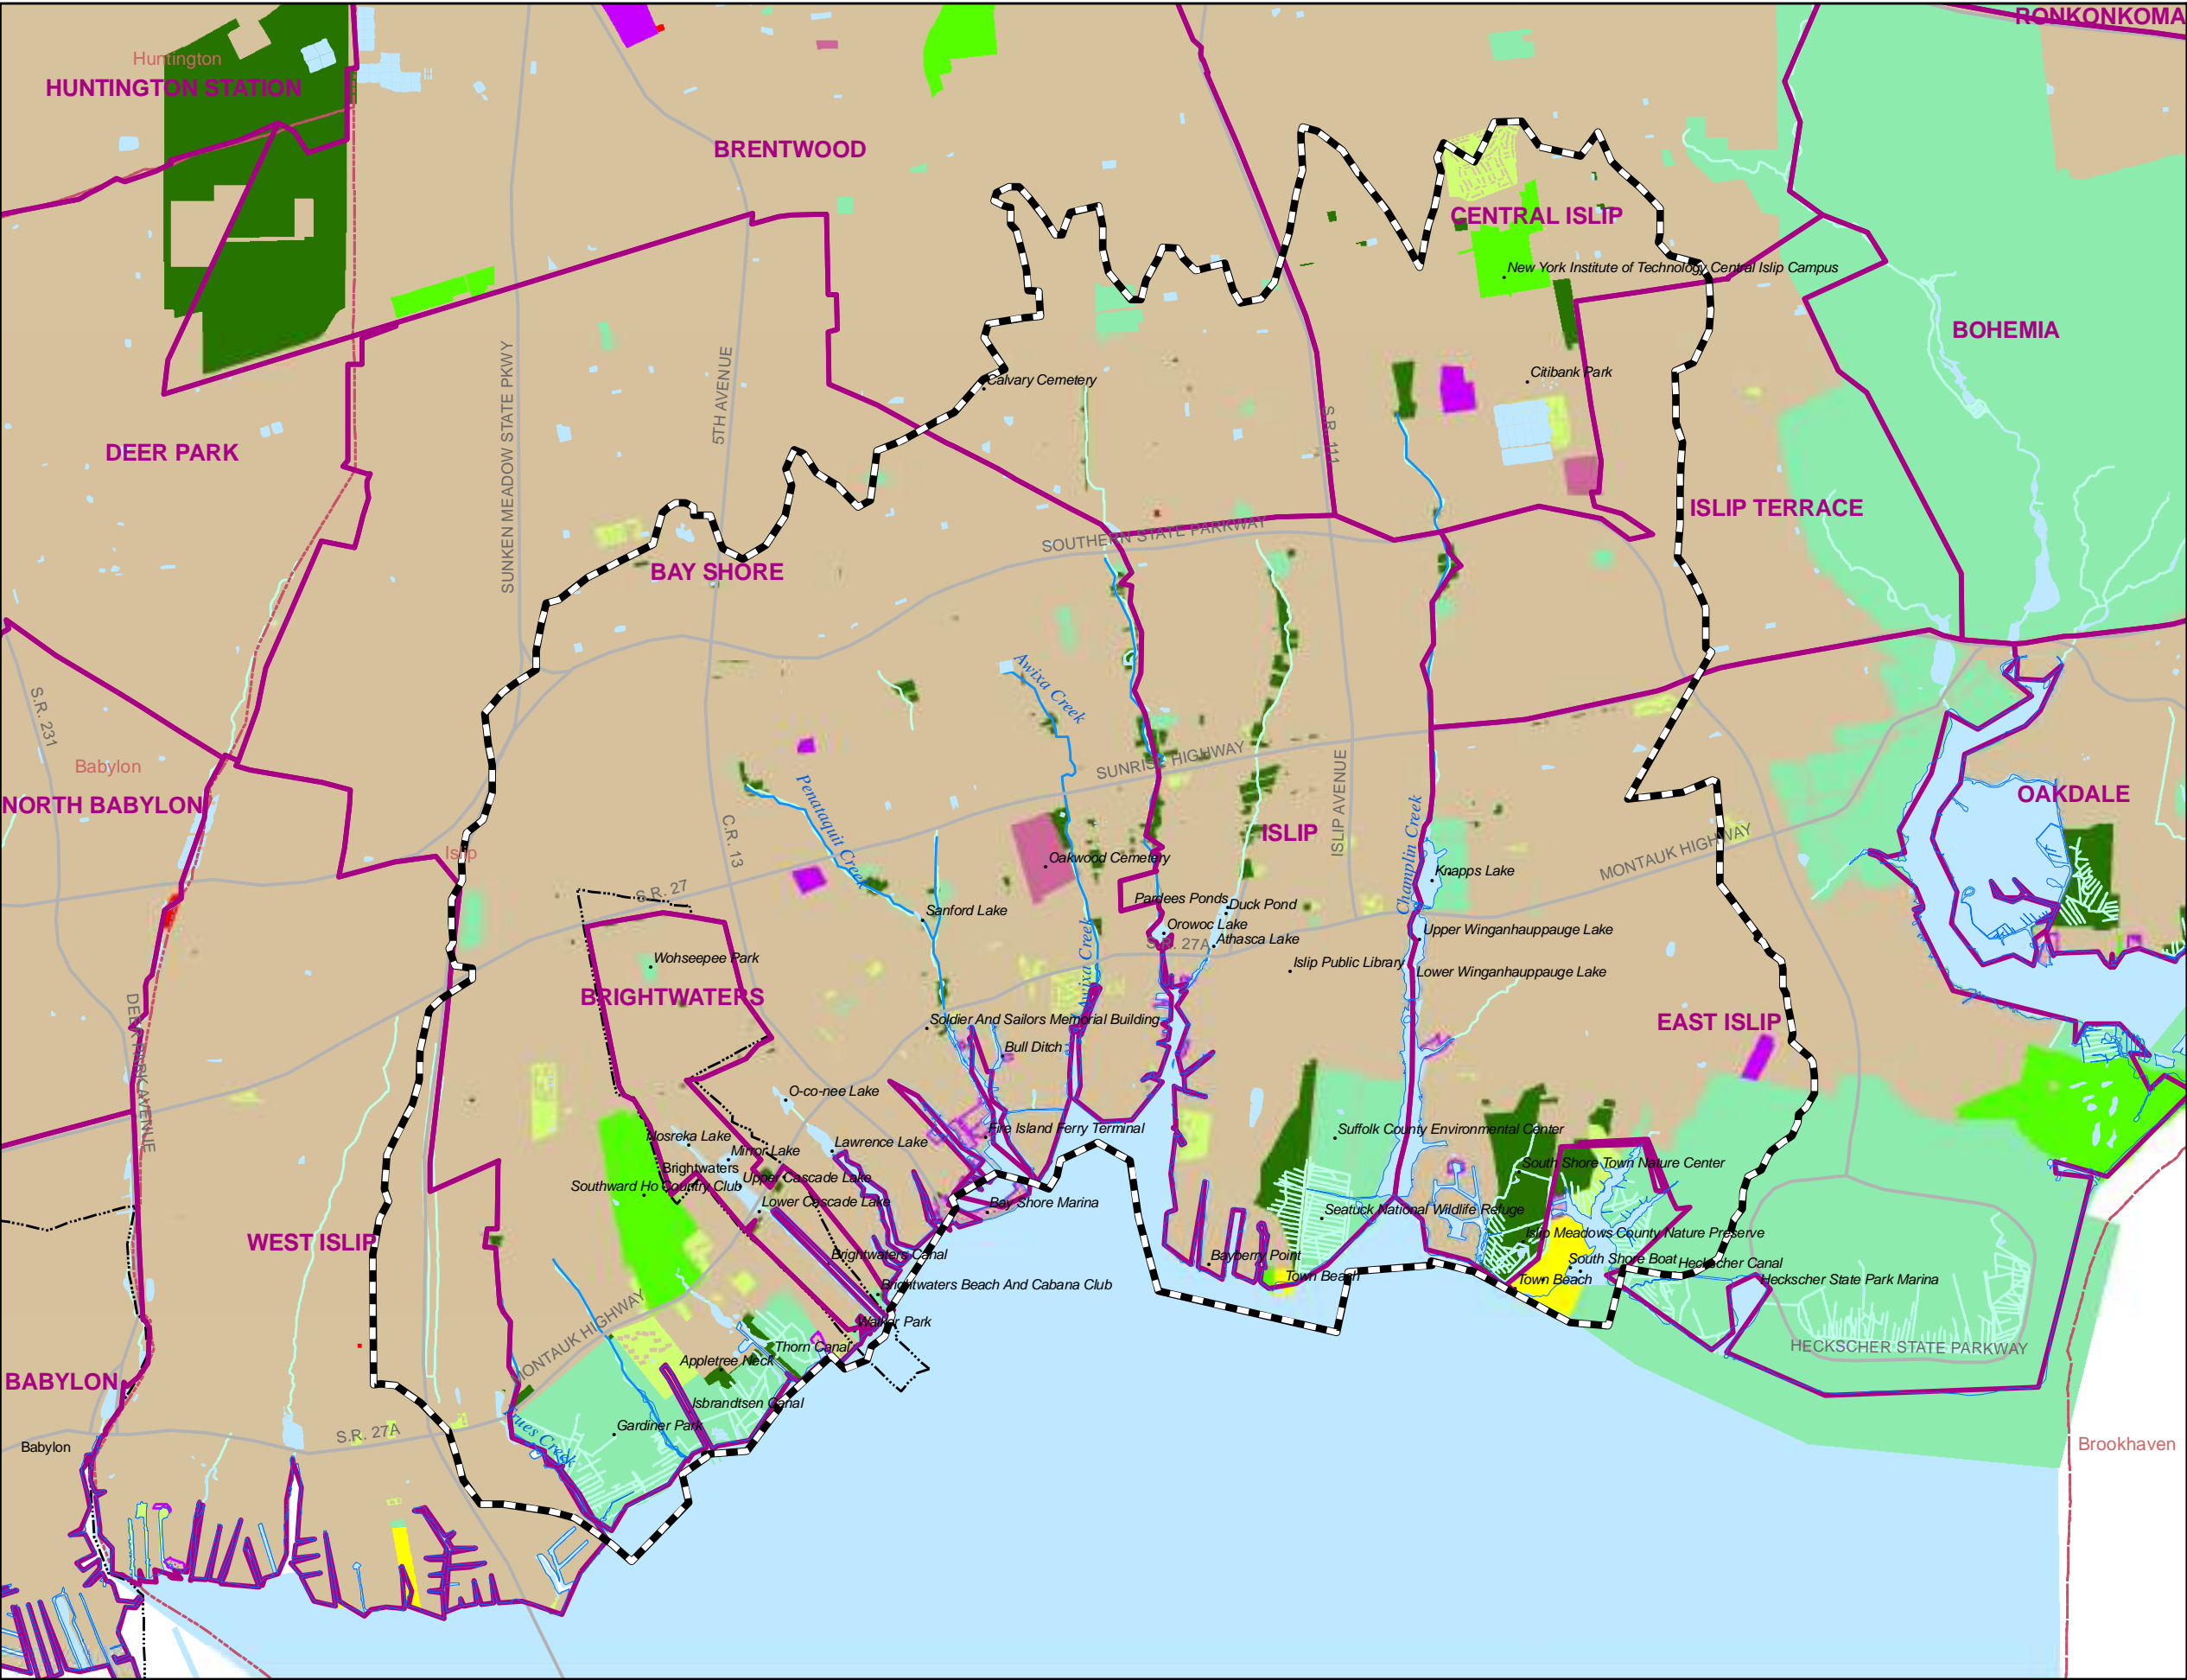 RONKONKOMA
Huntington
HUNTINGTON STATION
BRENTWOOD
CENTRAL ISLIP
New York Institute of Technology Central Islip Campus
BOHEMIA
SUNKEN MEADOW STATE PKWY
5TH AVENUE
Calvary Cemetery
Citibank Park
S.R. 111
DEER PARK
ISLIP TERRACE
SOUTHERN STATE PARKWAY
BAY SHORE
S.R. 231
Awixa Creek
Babylon
NORTH BABYLON
SUNRISE HIGHWAY
OAKDALE
Penataquit Creek
C.R. 13
ISLIP
ISLIP AVENUE
Champlin Creek
MONTAUK HIGHWAY
Islip
Oakwood Cemetery
Knapps Lake
S.R. 27
Pardees Ponds
Duck Pond
Sanford Lake
Orowoc Lake
Upper Winganhauppauge Lake
S.R. 27A
Athasca Lake
Wohseepee Park
Islip Public Library
Lower Winganhauppauge Lake
BRIGHTWATERS
Awixa Creek
DEER PARK AVENUE
Soldier And Sailors Memorial Building
EAST ISLIP
Bull Ditch
O-co-nee Lake
Nosreka Lake
Lawrence Lake
Fire Island Ferry Terminal
Suffolk County Environmental Center
Mirror Lake
Brightwaters
Upper Cascade Lake
South Shore Town Nature Center
Southward Ho Country Club
Lower Cascade Lake
Bay Shore Marina
Seatuck National Wildlife Refuge
WEST ISLIP
Islip Meadows County Nature Preserve
Brightwaters Canal
Bayberry Point
South Shore Boat
Heckscher Canal
Town Beach
Town Beach
Heckscher State Park Marina
Brightwaters Beach And Cabana Club
Walker Park
MONTAUK HIGHWAY
Thorn Canal
HECKSCHER STATE PARKWAY
Appletree Neck
BABYLON
Isbrandtsen Canal
Gardiner Park
Trues Creek
S.R. 27A
Babylon
Brookhaven